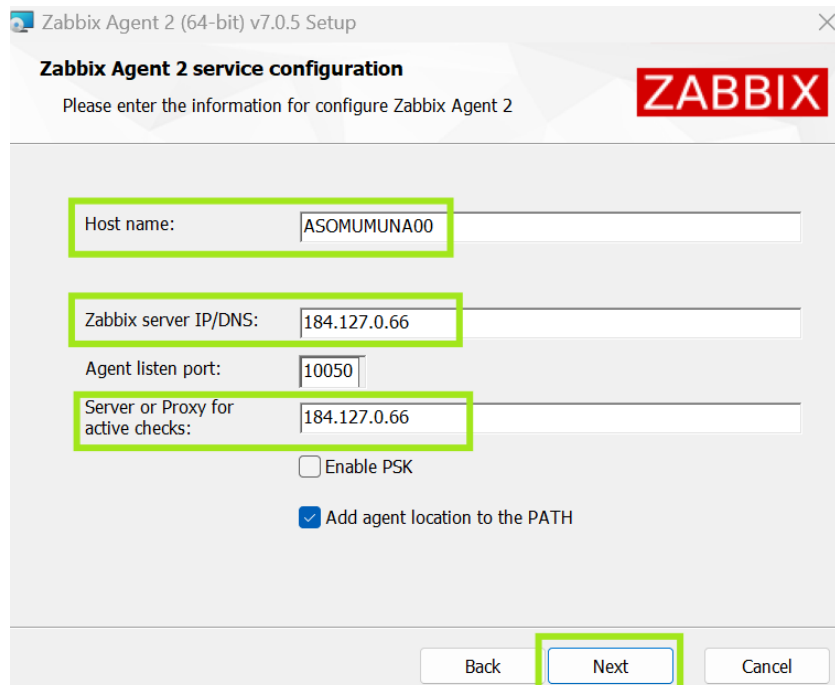 Zabbix Agent 2 (64-bit) v7.0.5 Setup
Zabbix Agent 2 service configuration
Please enter the information for configure Zabbix Agent 2
ZABBIX
Host name: ASOMUMUNA00
Zabbix server IP/DNS: 184.127.0.66
Agent listen port: 10050
Server or Proxy for
active checks: 184.127.0.66
Enable PSK
Add agent location to the PATH
Back Next Cancel